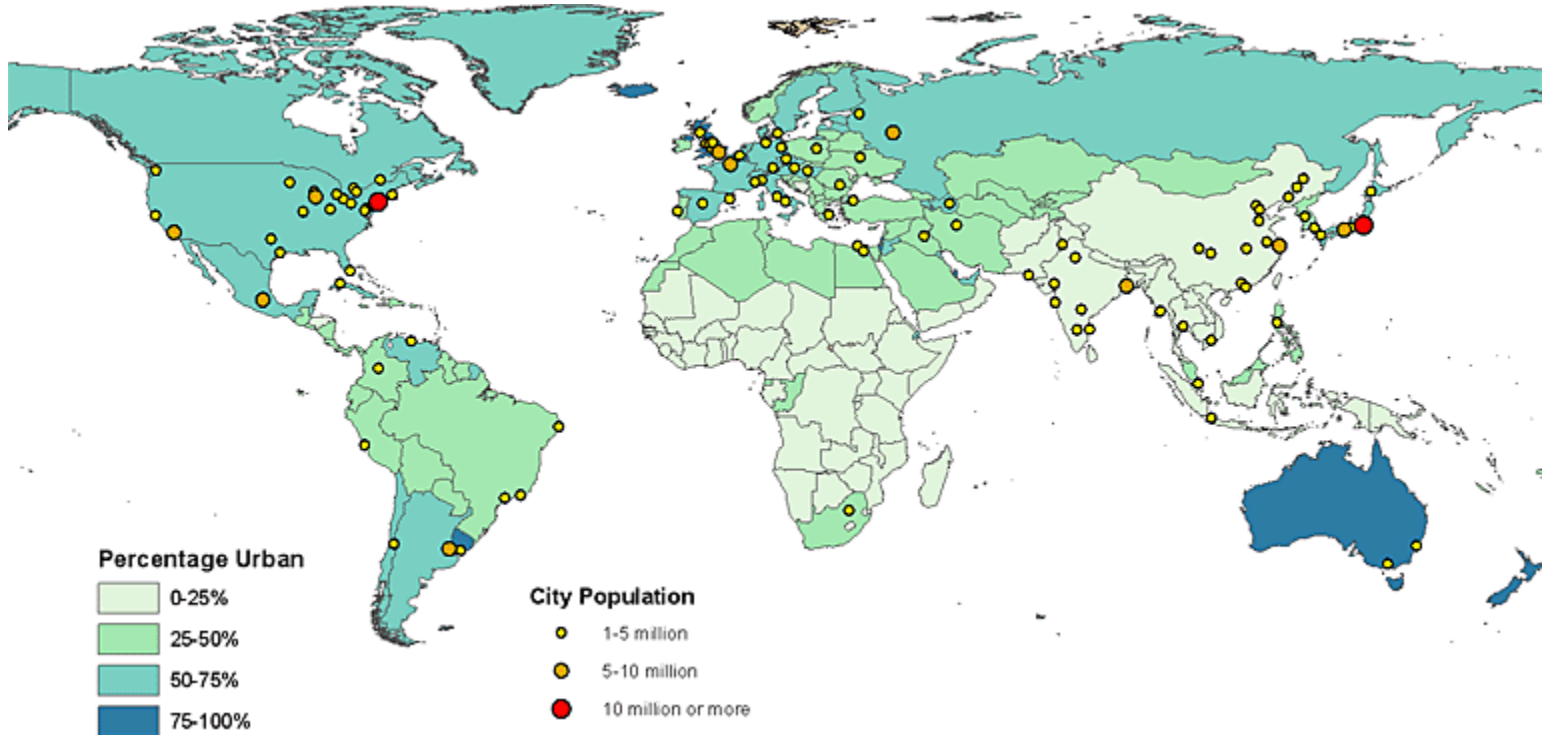 Percentage Urban
0-25%
25-50%
50-75%
75-100%
City Population
1-5 million
5-10 million
10 million or more